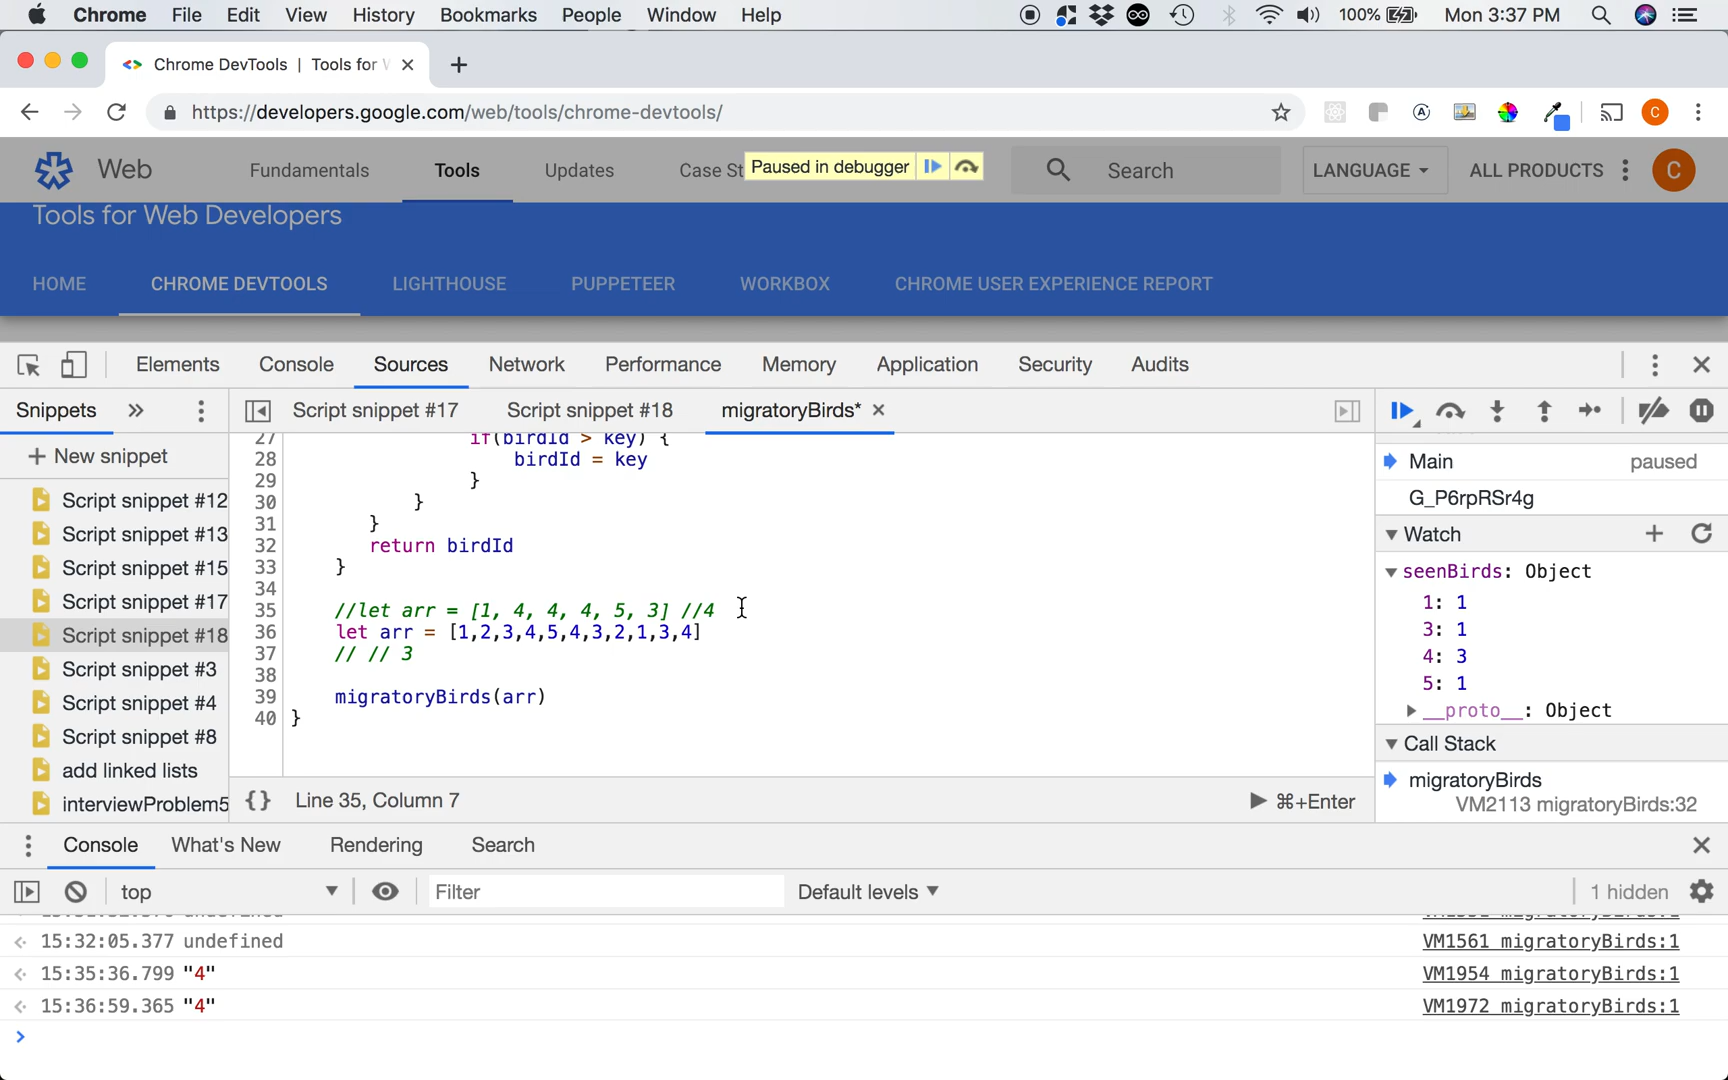 Chrome File Edit View History Bookmarks People Window Help 100% Mon 3:37 PM
Chrome DevTools | Tools for W
https://developers.google.com/web/tools/chrome-devtools/
Web Fundamentals Tools Updates Case St Paused in debugger Search LANGUAGE ALL PRODUCTS C
Tools for Web Developers
HOME CHROME DEVTOOLS LIGHTHOUSE PUPPETEER WORKBOX CHROME USER EXPERIENCE REPORT
Elements Console Sources Network Performance Memory Application Security Audits
Snippets Script snippet #17 Script snippet #18 migratoryBirds*
+ New snippet
Script snippet #12
Script snippet #13
Script snippet #15
Script snippet #17
Script snippet #18
Script snippet #3
Script snippet #4
Script snippet #8
add linked lists
interviewProblem5
27 if(birdId > key) {
28 birdId = key
29 }
30 }
31 }
32 return birdId
33 }
34
35 //let arr = [1, 4, 4, 4, 5, 3] //4
36 let arr = [1,2,3,4,5,4,3,2,1,3,4]
37 // // 3
38
39 migratoryBirds(arr)
40 }
{} Line 35, Column 7 ⌘+Enter
Main paused
G_P6rpRSr4g
Watch
seenBirds: Object
1: 1
3: 1
4: 3
5: 1
__proto__: Object
Call Stack
migratoryBirds
VM2113 migratoryBirds:32
Console What's New Rendering Search
top Filter Default levels 1 hidden
15:32:05.377 undefined VM1561 migratoryBirds:1
15:35:36.799 "4" VM1954 migratoryBirds:1
15:36:59.365 "4" VM1972 migratoryBirds:1